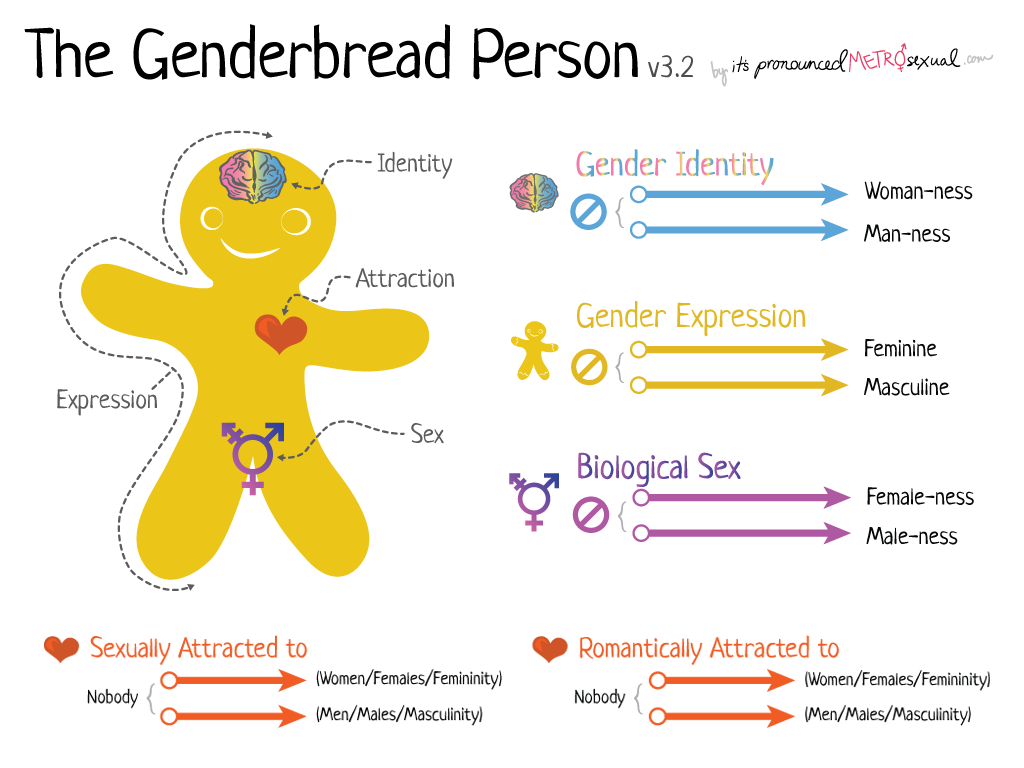 The Genderbread Person v3.2 by it's pronounced METROsexual.com
Identity
Attraction
Expression
Sex
Gender Identity
Woman-ness
Man-ness
Gender Expression
Feminine
Masculine
Biological Sex
Female-ness
Male-ness
Sexually Attracted to
Nobody
(Women/Females/Femininity)
(Men/Males/Masculinity)
Romantically Attracted to
Nobody
(Women/Females/Femininity)
(Men/Males/Masculinity)